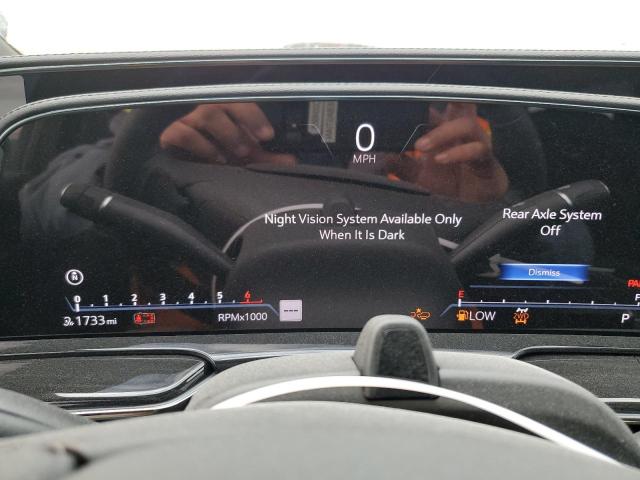 0
MPH
Night Vision System Available Only
When It Is Dark
Rear Axle System
Off
Dismiss
N
0 1 2 3 4 5 6
1733 mi
RPMx1000
---
E F
LOW
P